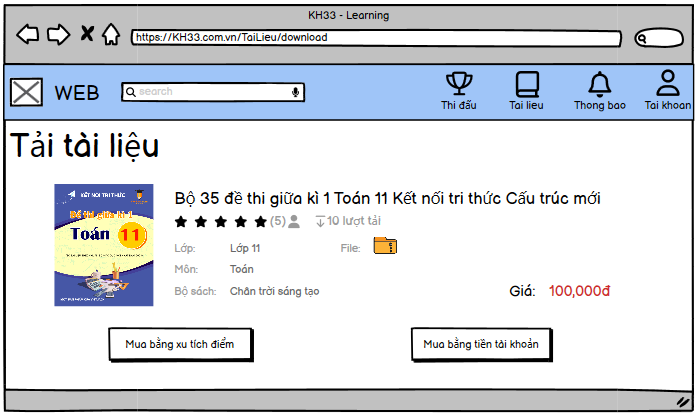 KH33 - Learning
https://KH33.com.vn/TaiLieu/download
WEB
search
Thi đấu
Tai lieu
Thong bao
Tai khoan
Tải tài liệu
KẾT NỐI TRI THỨC
Bộ đề thi giữa kì 1
Toán 11
Bộ 35 đề thi giữa kì 1 Toán 11 Kết nối tri thức Cấu trúc mới
(5)
10 lượt tải
Lớp: Lớp 11 File:
Môn: Toán
Bộ sách: Chân trời sáng tạo
Giá: 100,000đ
Mua bằng xu tích điểm
Mua bằng tiền tài khoản